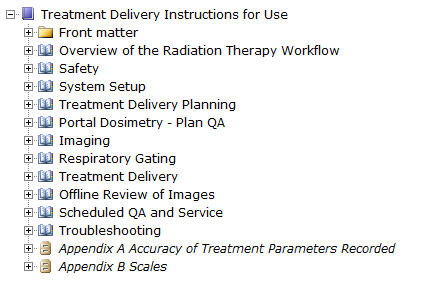 Treatment Delivery Instructions for Use
Front matter
Overview of the Radiation Therapy Workflow
Safety
System Setup
Treatment Delivery Planning
Portal Dosimetry - Plan QA
Imaging
Respiratory Gating
Treatment Delivery
Offline Review of Images
Scheduled QA and Service
Troubleshooting
Appendix A Accuracy of Treatment Parameters Recorded
Appendix B Scales